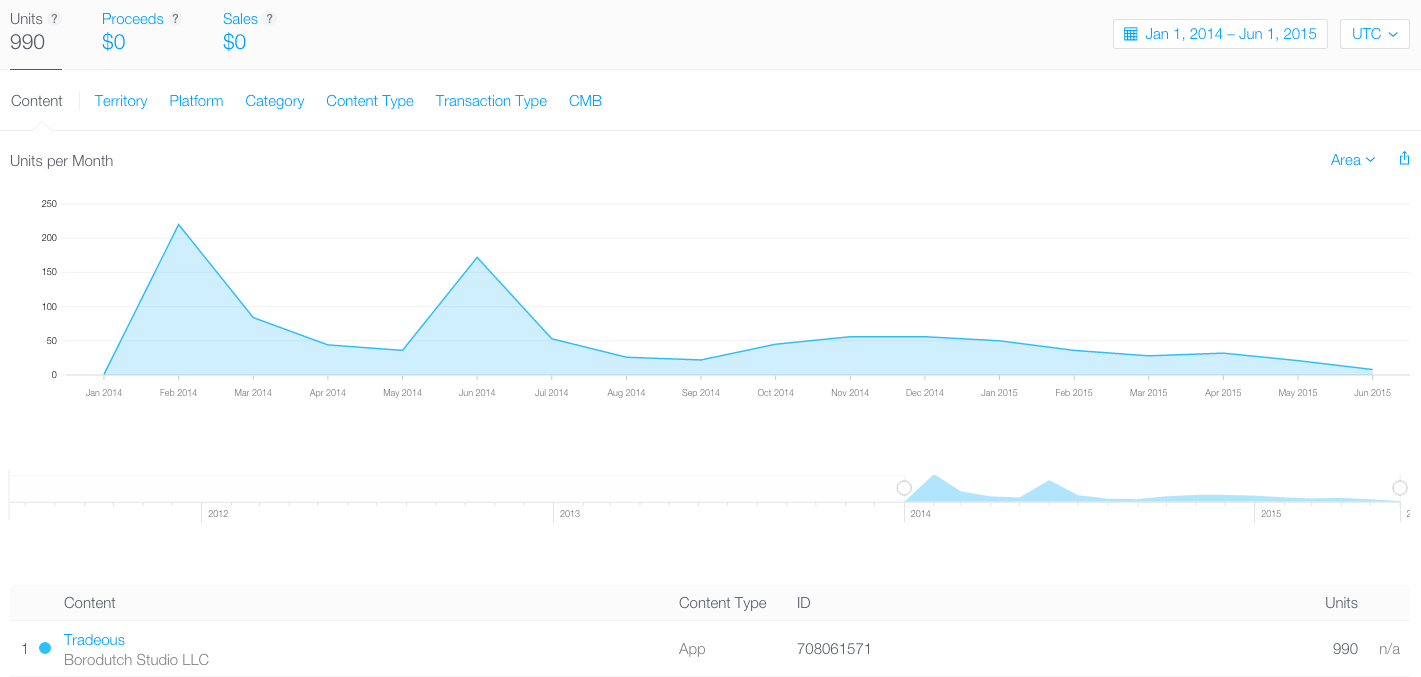 Units ? Proceeds ? Sales ?
990 $0 $0
Jan 1, 2014 – Jun 1, 2015 UTC
Content Territory Platform Category Content Type Transaction Type CMB
Units per Month Area
250
200
150
100
50
0
Jan 2014 Feb 2014 Mar 2014 Apr 2014 May 2014 Jun 2014 Jul 2014 Aug 2014 Sep 2014 Oct 2014 Nov 2014 Dec 2014 Jan 2015 Feb 2015 Mar 2015 Apr 2015 May 2015 Jun 2015
2012 2013 2014 2015
Content Content Type ID Units
1 Tradeous App 708061571 990 n/a
Borodutch Studio LLC